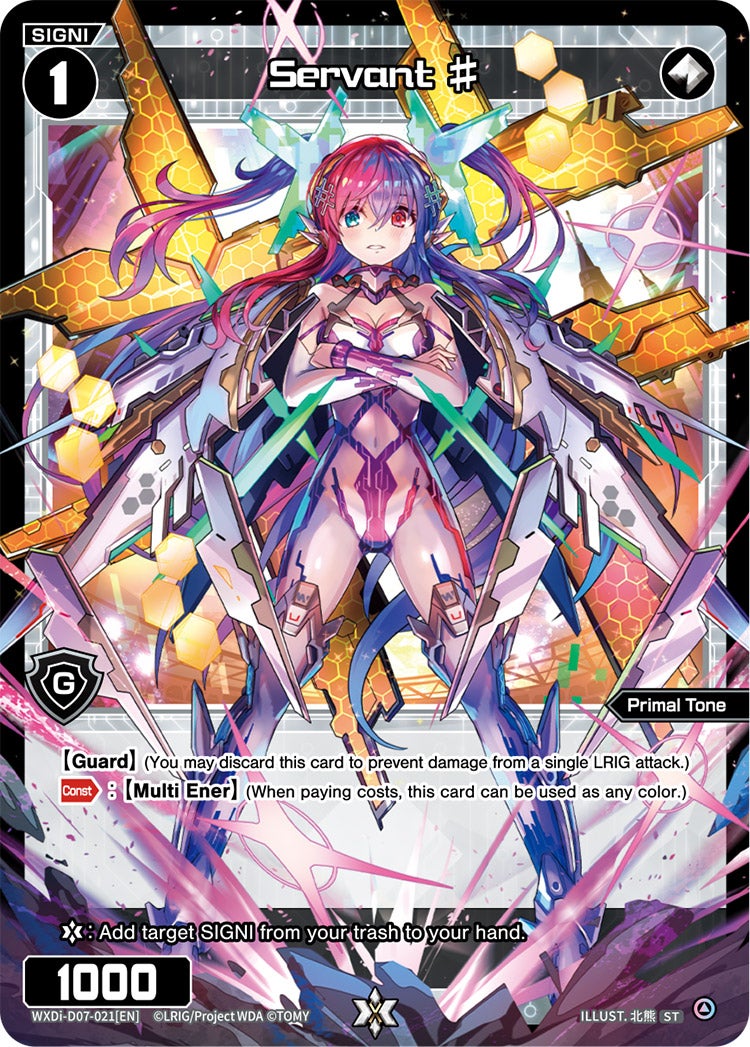 SIGNI
1
Servant ♯
G
Primal Tone
【Guard】 (You may discard this card to prevent damage from a single LRIG attack.)
Const : 【Multi Ener】 (When paying costs, this card can be used as any color.)
: Add target SIGNI from your trash to your hand.
1000
WXDi-D07-021[EN] ©LRIG/Project WDA ©TOMY
ILLUST. 北熊 ST